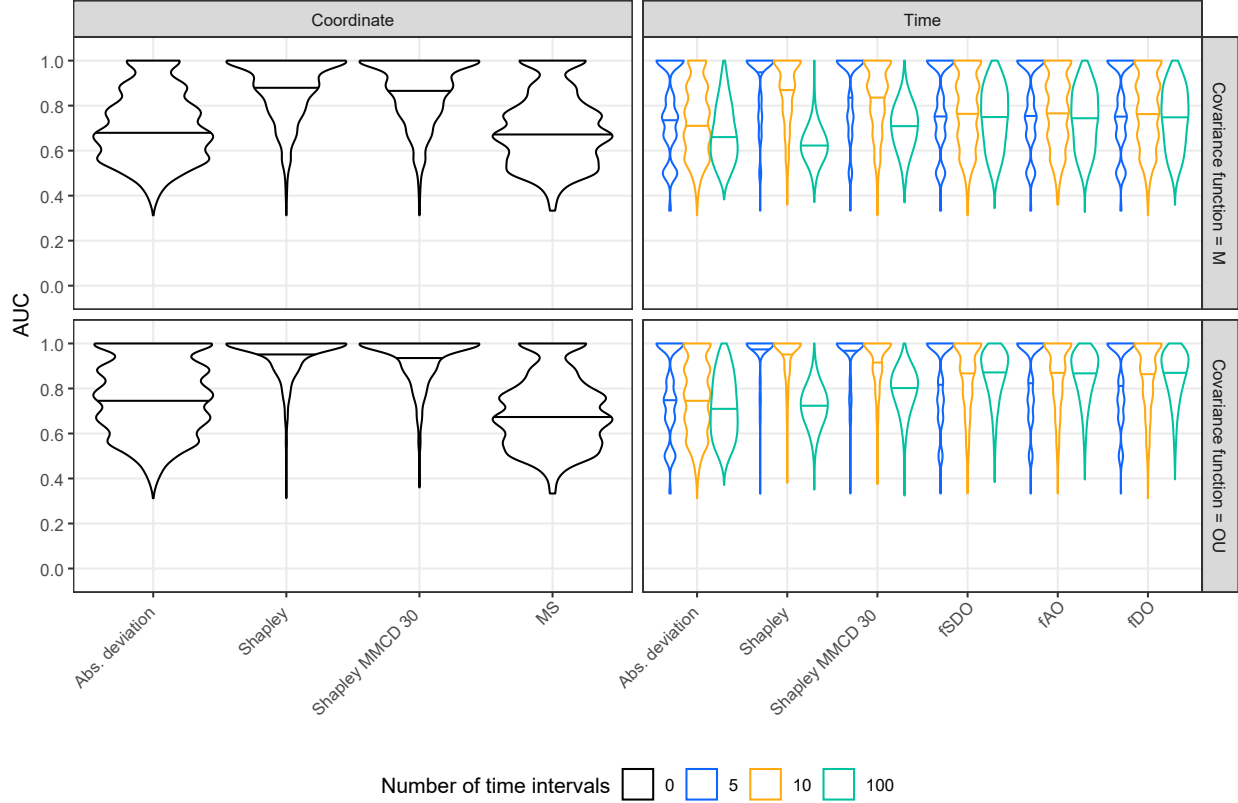 Coordinate
Time
1.0
0.8
0.6
0.4
0.2
0.0
Covariance function = M
AUC
1.0
0.8
0.6
0.4
0.2
0.0
Covariance function = OU
Abs. deviation
Shapley
Shapley MMCD 30
MS
Abs. deviation
Shapley
Shapley MMCD 30
fSDO
fAO
fDO
Number of time intervals 0 5 10 100